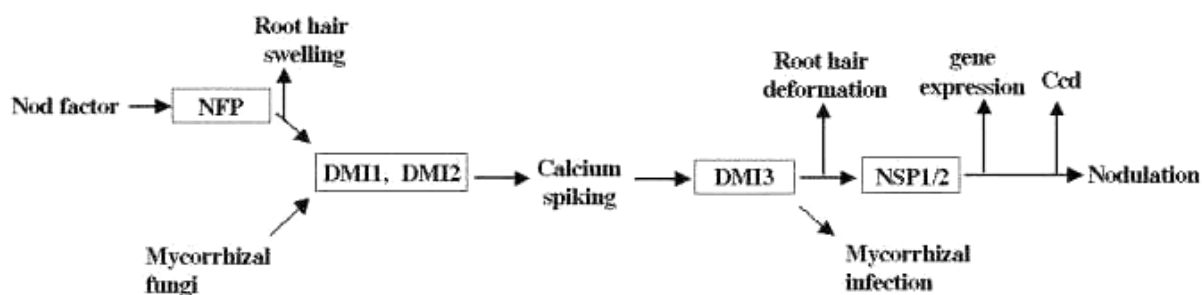 Root hair
swelling
Nod factor
NFP
DMI1, DMI2
Mycorrhizal
fungi
Calcium
spiking
DMI3
Root hair
deformation
NSP1/2
gene
expression
Ccd
Nodulation
Mycorrhizal
infection